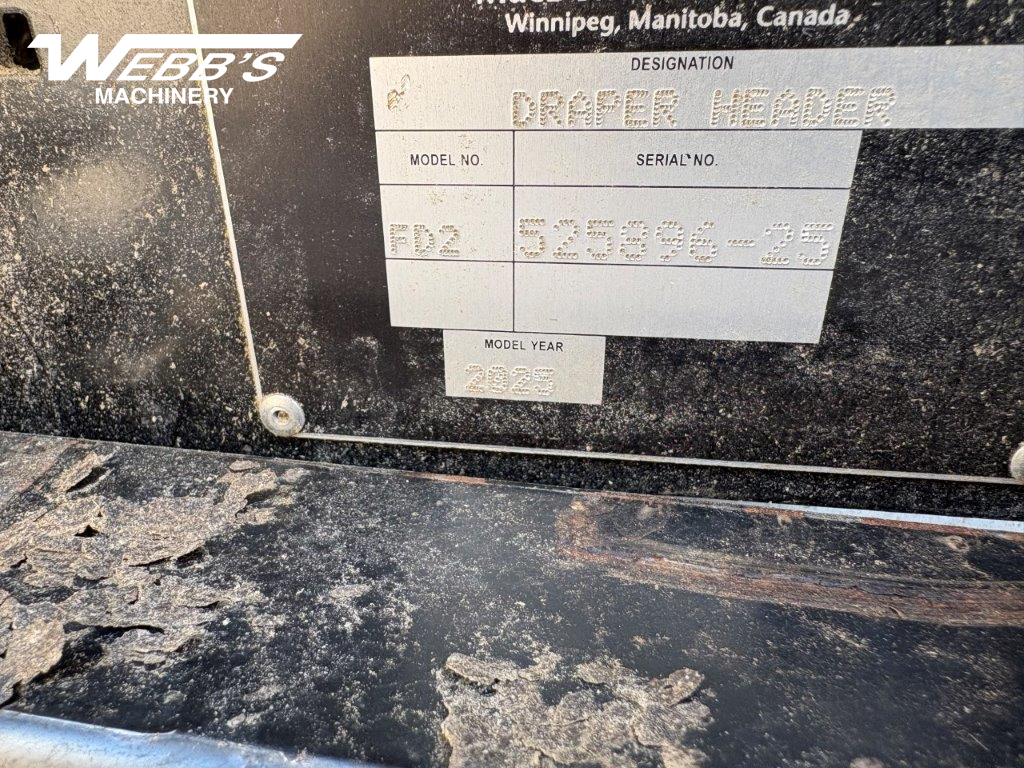 WEBB'S
MACHINERY
Winnipeg, Manitoba, Canada
DESIGNATION
DRAPER HEADER
MODEL NO. SERIAL NO.
FD2 525896-25
MODEL YEAR
2025